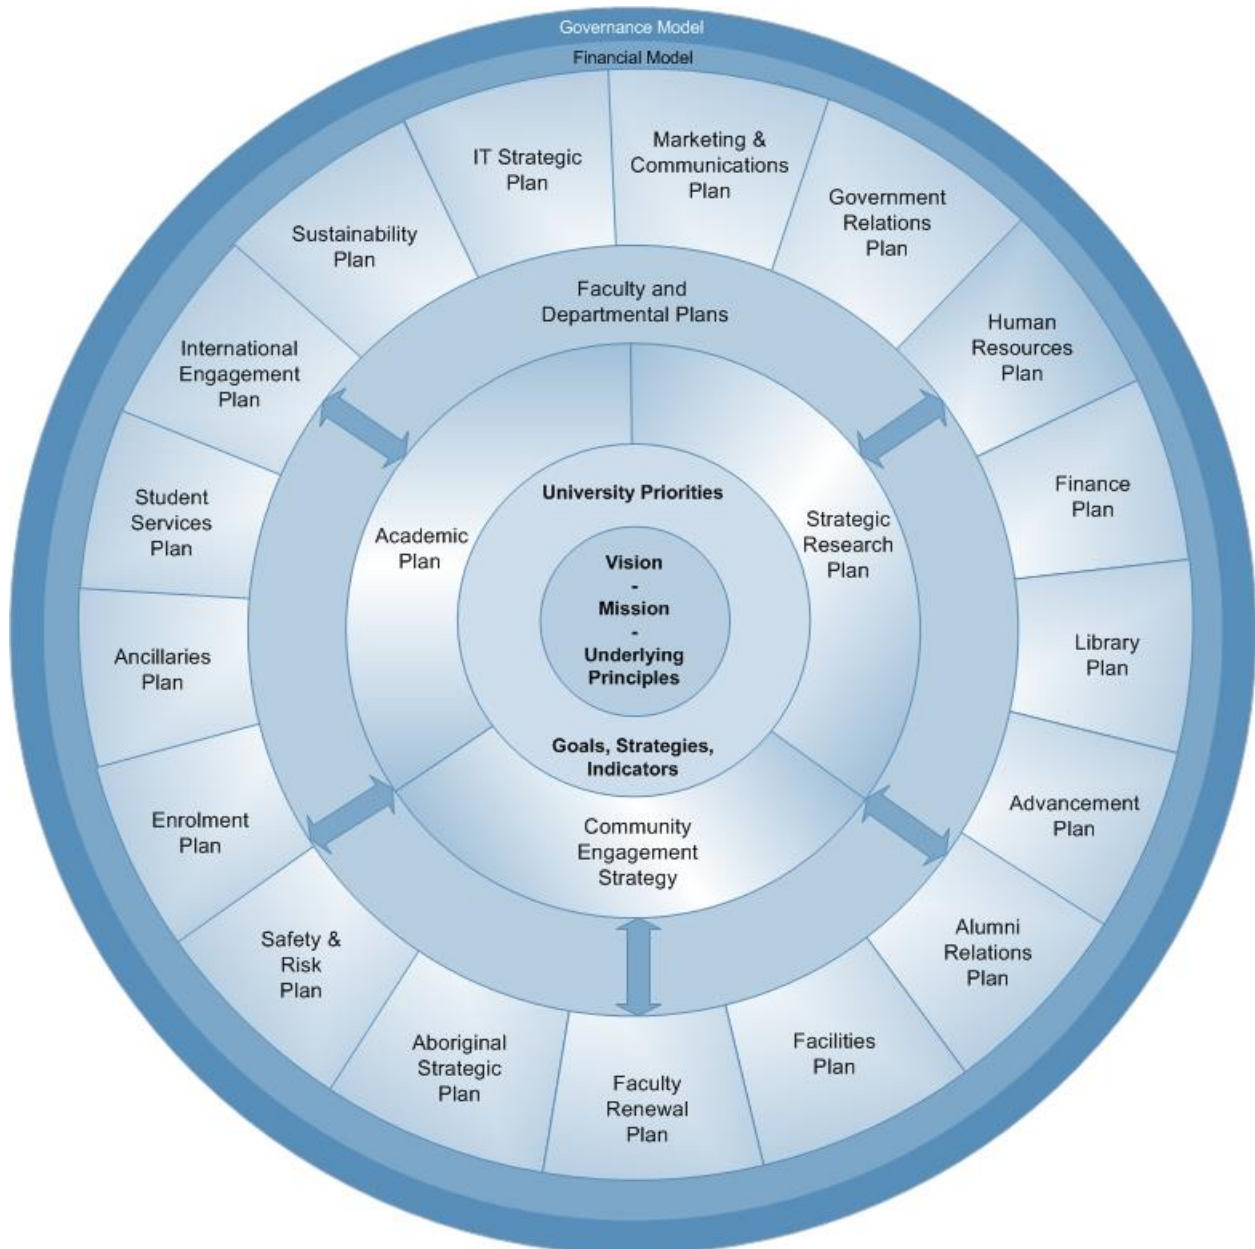 Governance Model
Financial Model
IT Strategic
Plan
Marketing &
Communications
Plan
Government
Relations
Plan
Human
Resources
Plan
Finance
Plan
Library
Plan
Advancement
Plan
Alumni
Relations
Plan
Facilities
Plan
Faculty
Renewal
Plan
Aboriginal
Strategic
Plan
Safety &
Risk
Plan
Enrolment
Plan
Ancillaries
Plan
Student
Services
Plan
International
Engagement
Plan
Sustainability
Plan
Faculty and
Departmental Plans
Academic
Plan
Strategic
Research
Plan
Community
Engagement
Strategy
University Priorities
Vision
-
Mission
-
Underlying
Principles
Goals, Strategies,
Indicators